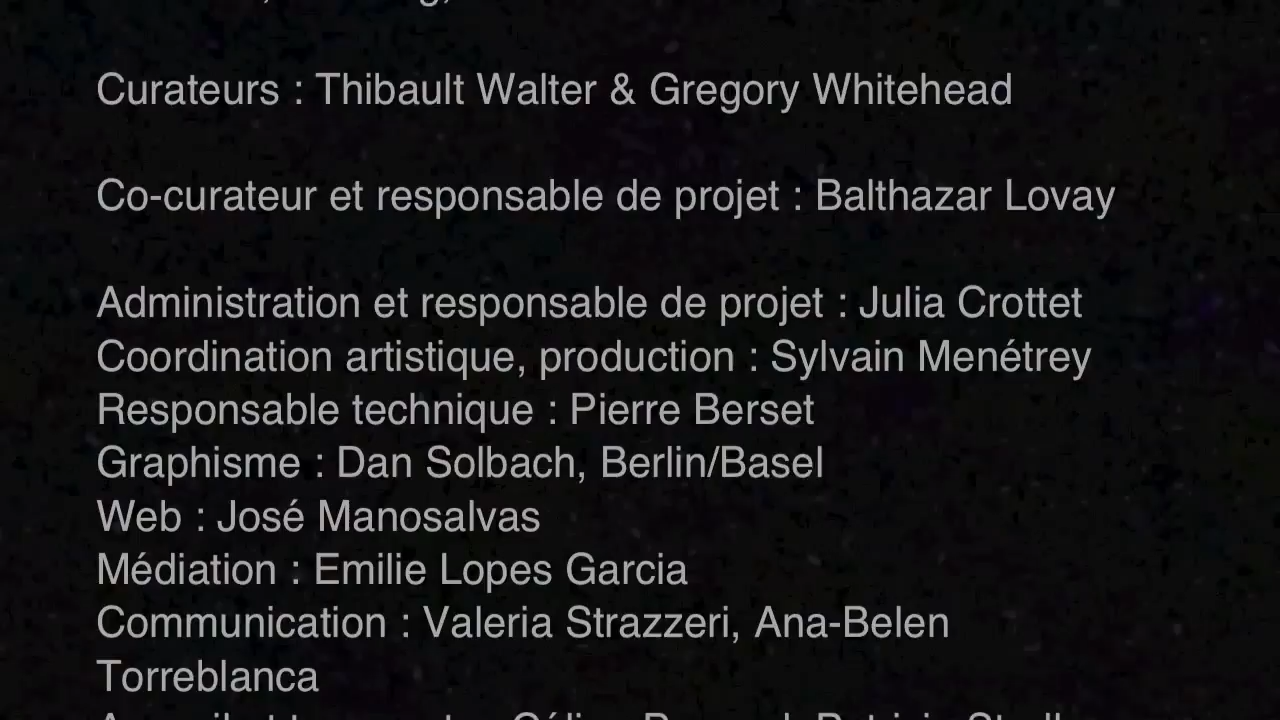 Curateurs : Thibault Walter & Gregory Whitehead
Co-curateur et responsable de projet : Balthazar Lovay
Administration et responsable de projet : Julia Crottet
Coordination artistique, production : Sylvain Menétrey
Responsable technique : Pierre Berset
Graphisme : Dan Solbach, Berlin/Basel
Web : José Manosalvas
Médiation : Emilie Lopes Garcia
Communication : Valeria Strazzeri, Ana-Belen
Torreblanca